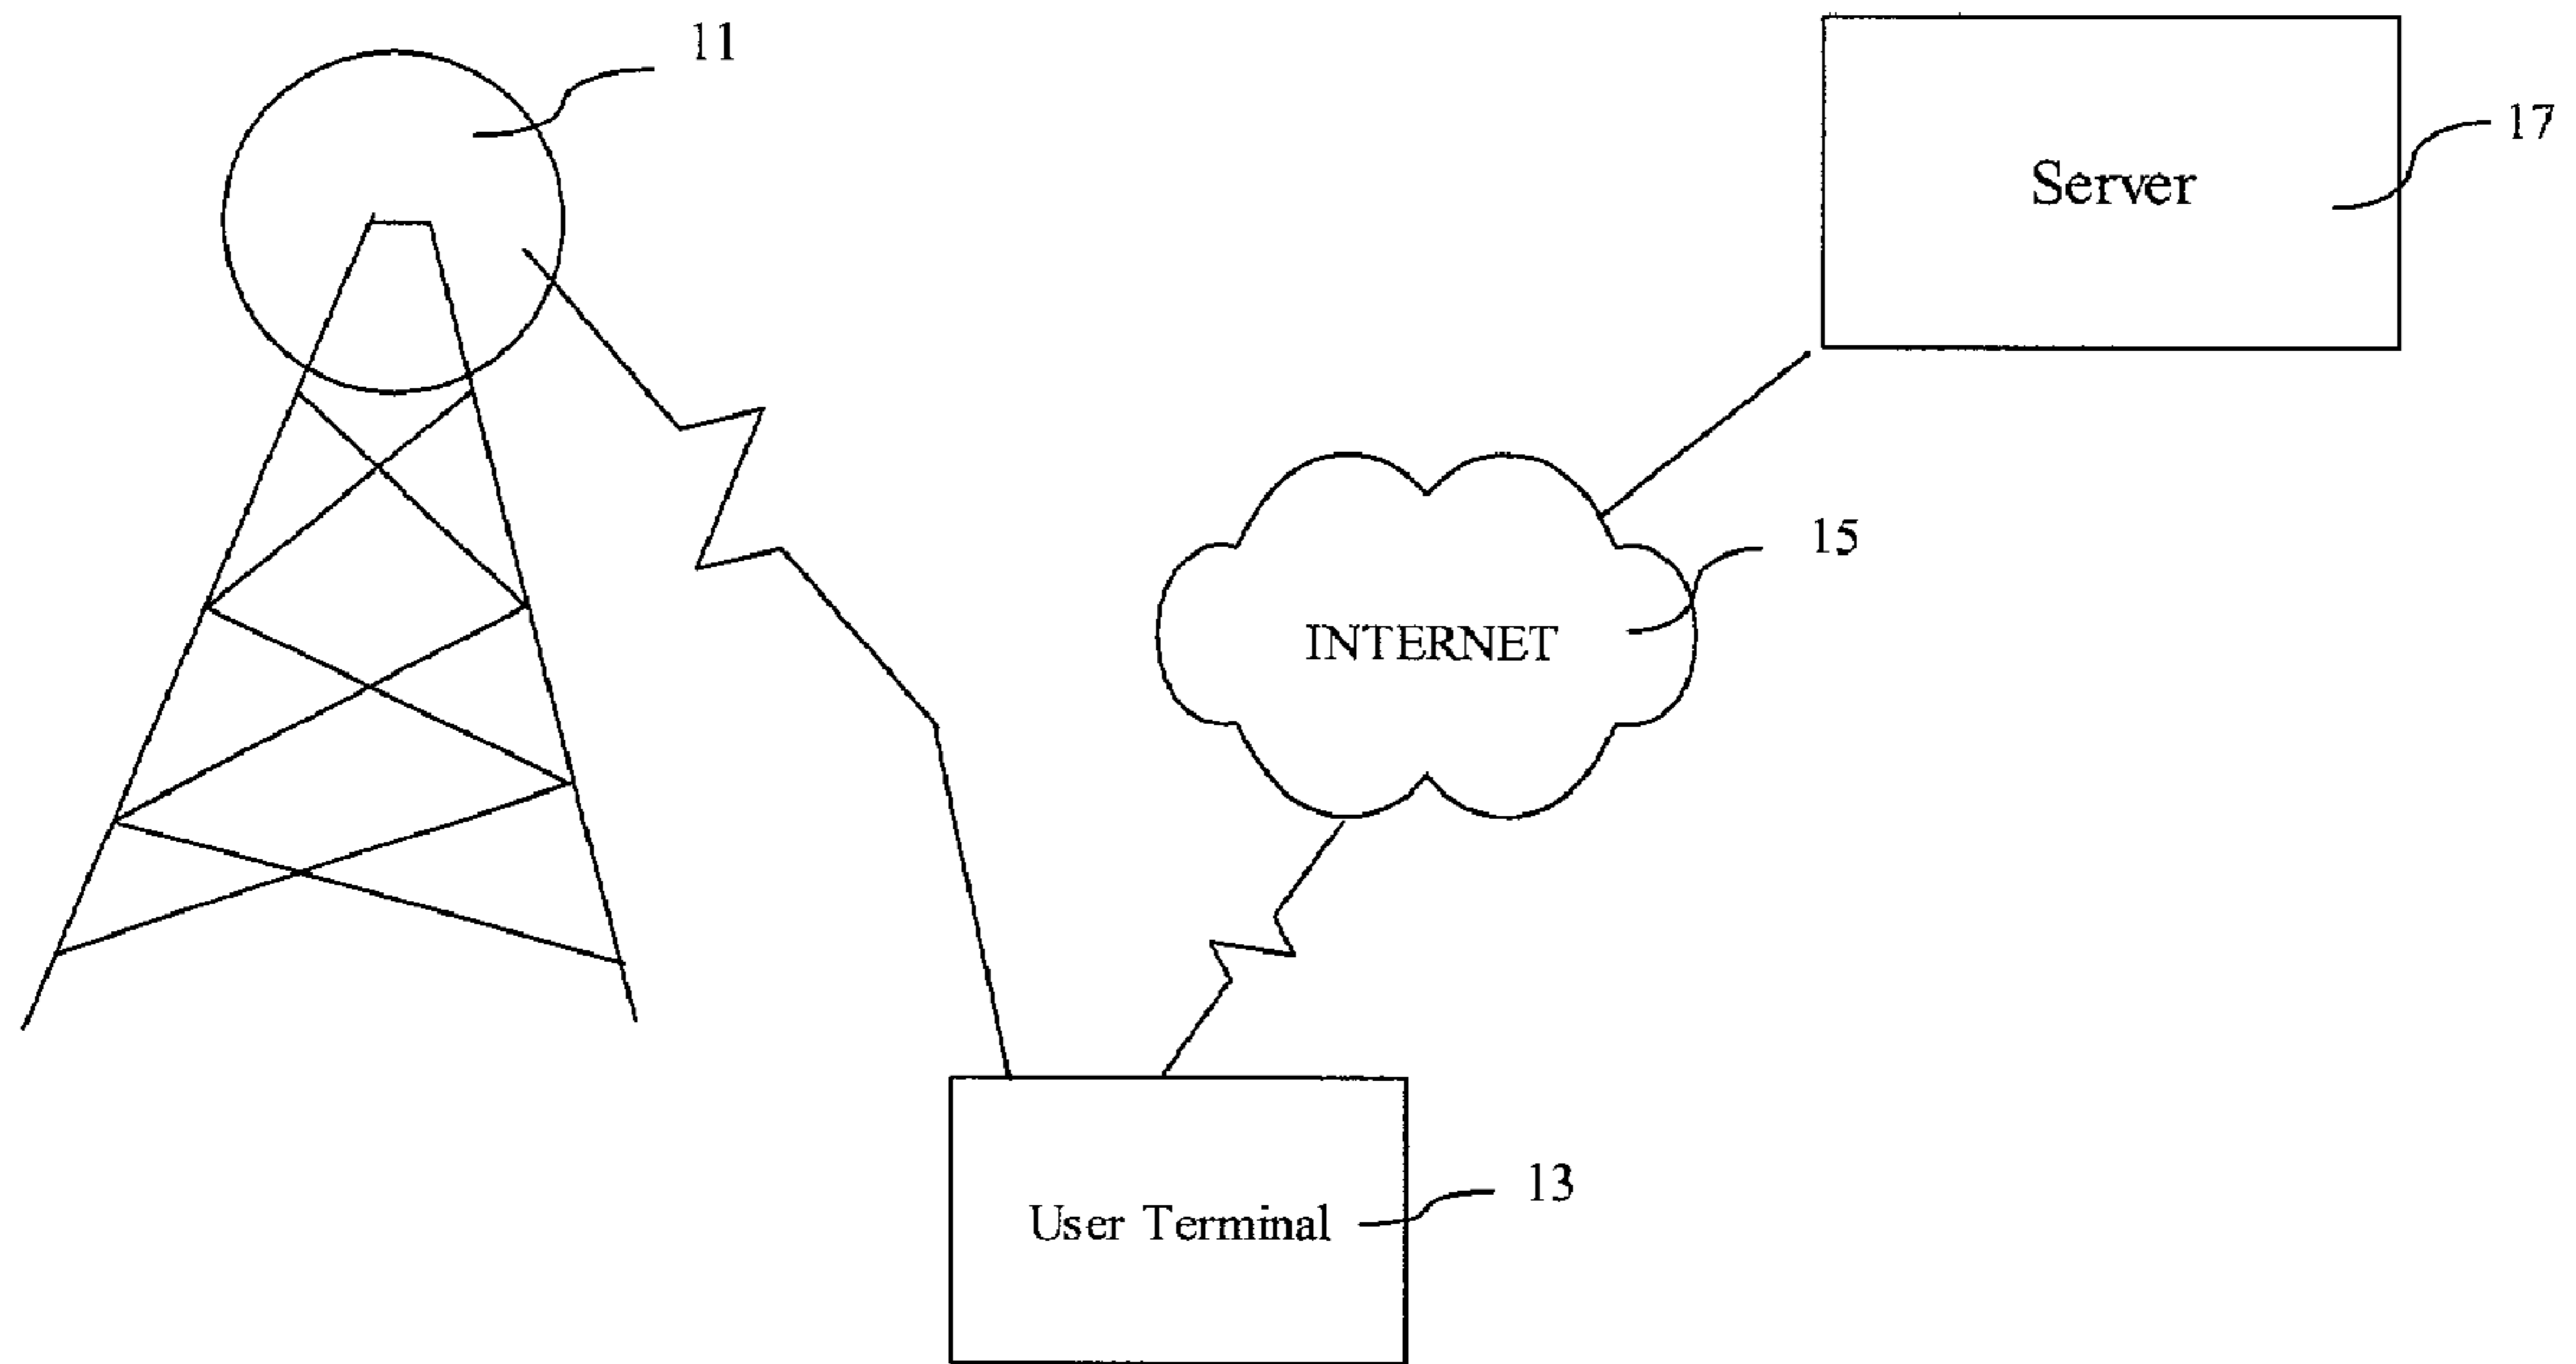 11
17
Server
15
INTERNET
13
User Terminal